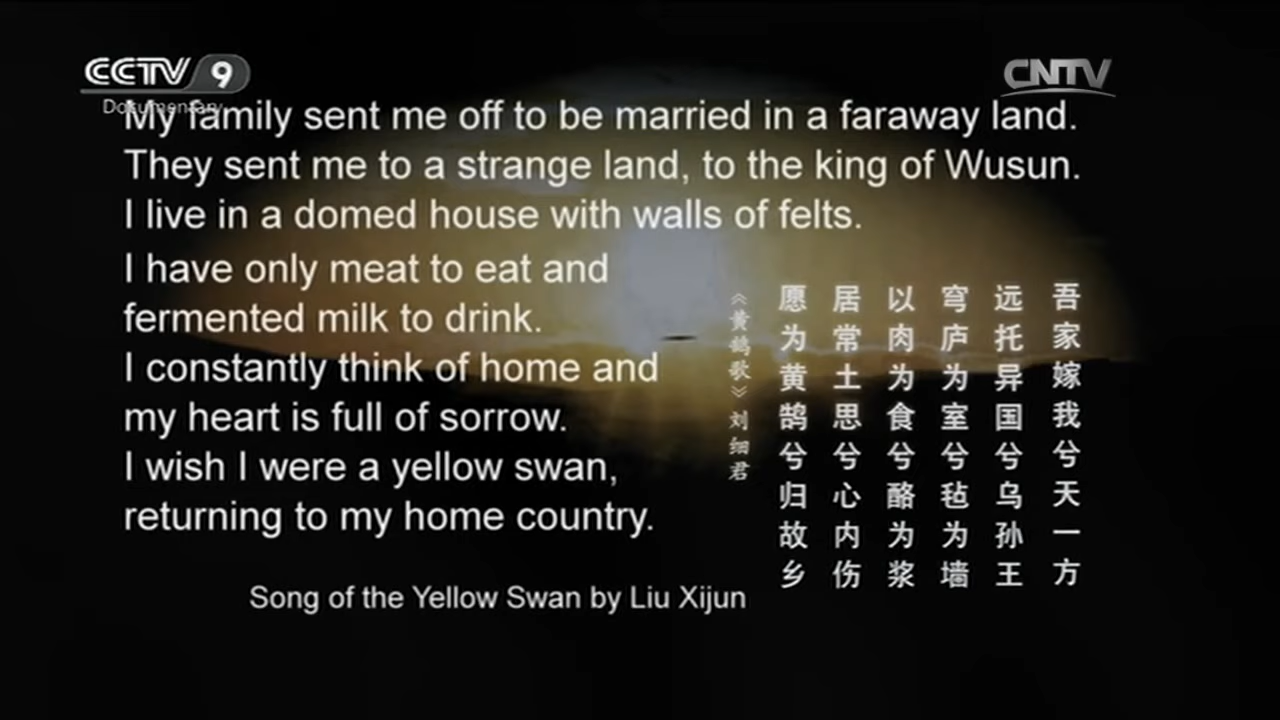 CCTV 9
Documentary
CNTV
My family sent me off to be married in a faraway land.
They sent me to a strange land, to the king of Wusun.
I live in a domed house with walls of felts.
I have only meat to eat and
fermented milk to drink.
I constantly think of home and
my heart is full of sorrow.
I wish I were a yellow swan,
returning to my home country.
Song of the Yellow Swan by Liu Xijun
吾家嫁我兮天一方
远托异国兮乌孙王
穹庐为室兮毡为墙
以肉为食兮酪为浆
居常土思兮心内伤
愿为黄鹄兮归故乡
《黄鹤歌》刘细君